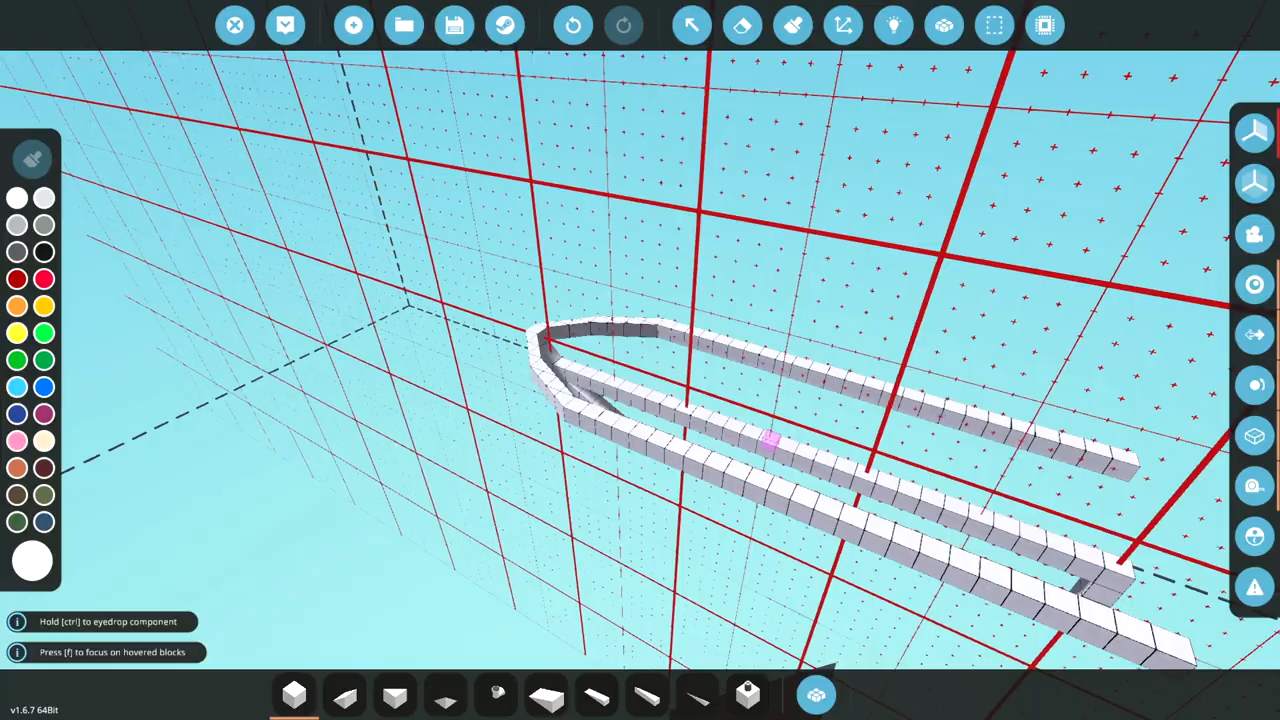 Hold [ctrl] to eyedrop component
Press [f] to focus on hovered blocks
v1.6.7 64Bit